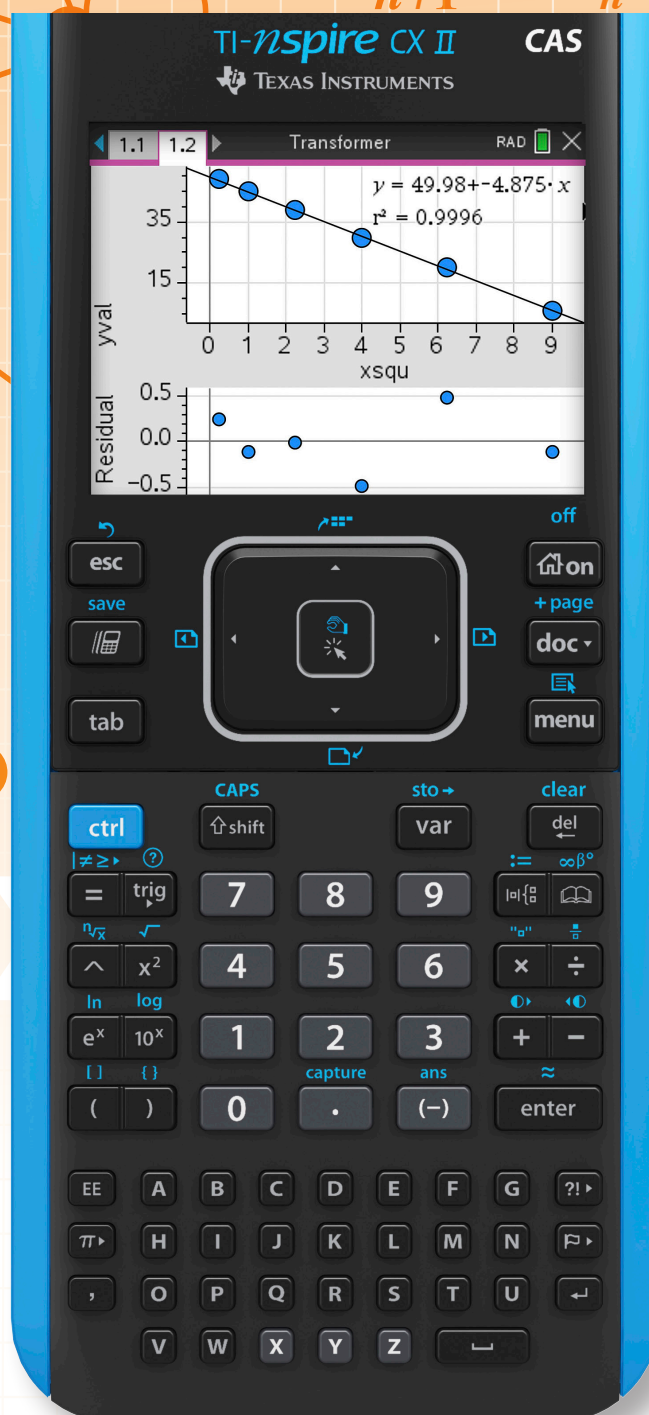 TI-nspire CX II CAS
TEXAS INSTRUMENTS
1.1 1.2 Transformer RAD
y = 49.98+-4.875·x
r² = 0.9996
35
15
yval
0 1 2 3 4 5 6 7 8 9
xsqu
0.5
0.0
-0.5
Residual
off
esc
on
save
+ page
doc
tab
menu
CAPS sto→ clear
ctrl shift var del
|≠≥▸ ? := ∞β°
= trig 7 8 9 |▫|{
ⁿ√x √ "▫"
^ x² 4 5 6 × ÷
ln log
eˣ 10ˣ 1 2 3 + −
[ ] { } capture ans ≈
( ) 0 . (−) enter
EE A B C D E F G ?!▸
π▸ H I J K L M N
, O P Q R S T U ↵
V W X Y Z